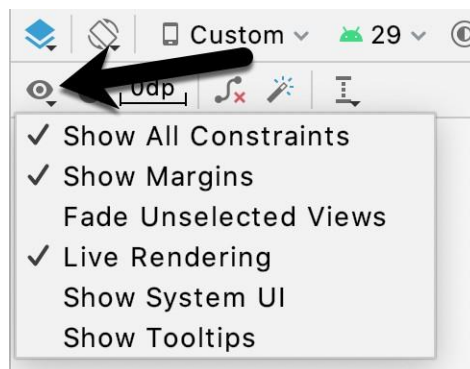 Custom 29
0dp
Show All Constraints
Show Margins
Fade Unselected Views
Live Rendering
Show System UI
Show Tooltips